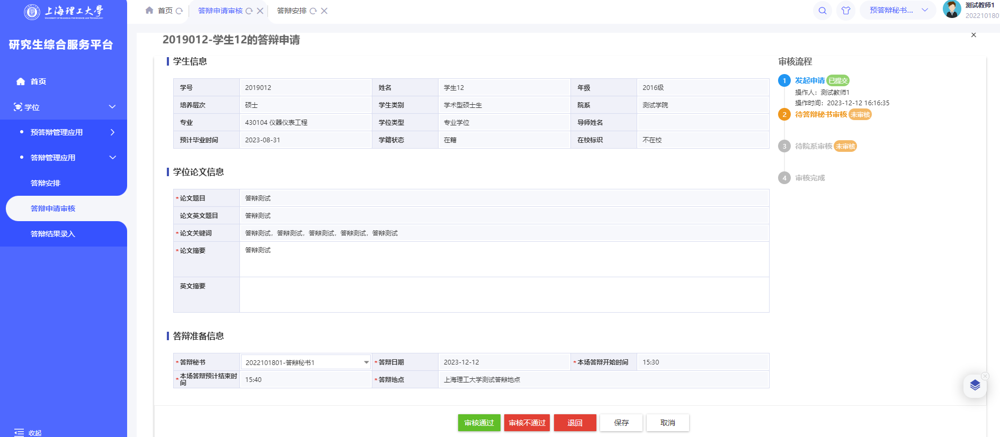 上海理工大學
UNIVERSITY OF SHANGHAI FOR SCIENCE AND TECHNOLOGY
研究生综合服务平台
首页
学位
预答辩管理应用
答辩管理应用
答辩安排
答辩申请审核
答辩结果录入
收起
首页 答辩申请审核 答辩安排
预答辩秘书...
测试教师1
202210180
2019012-学生12的答辩申请
学生信息
学号 2019012 姓名 学生12 年级 2016级
培养层次 硕士 学生类别 学术型硕士生 院系 测试学院
专业 430104 仪器仪表工程 学位类型 专业学位 导师姓名
预计毕业时间 2023-08-31 学籍状态 在籍 在校标识 不在校
学位论文信息
*论文题目 答辩测试
论文英文题目 答辩测试
*论文关键词 答辩测试，答辩测试，答辩测试，答辩测试，答辩测试
*论文摘要 答辩测试
英文摘要
答辩准备信息
*答辩秘书 2022101801-答辩秘书1 *答辩日期 2023-12-12 *本场答辩开始时间 15:30
*本场答辩预计结束时间 15:40 *答辩地点 上海理工大学测试答辩地点
审核流程
1 发起申请 已提交
操作人：测试教师1
操作时间：2023-12-12 16:16:35
2 待答辩秘书审核 未审核
3 待院系审核 未审核
4 审核完成
审核通过 审核不通过 退回 保存 取消